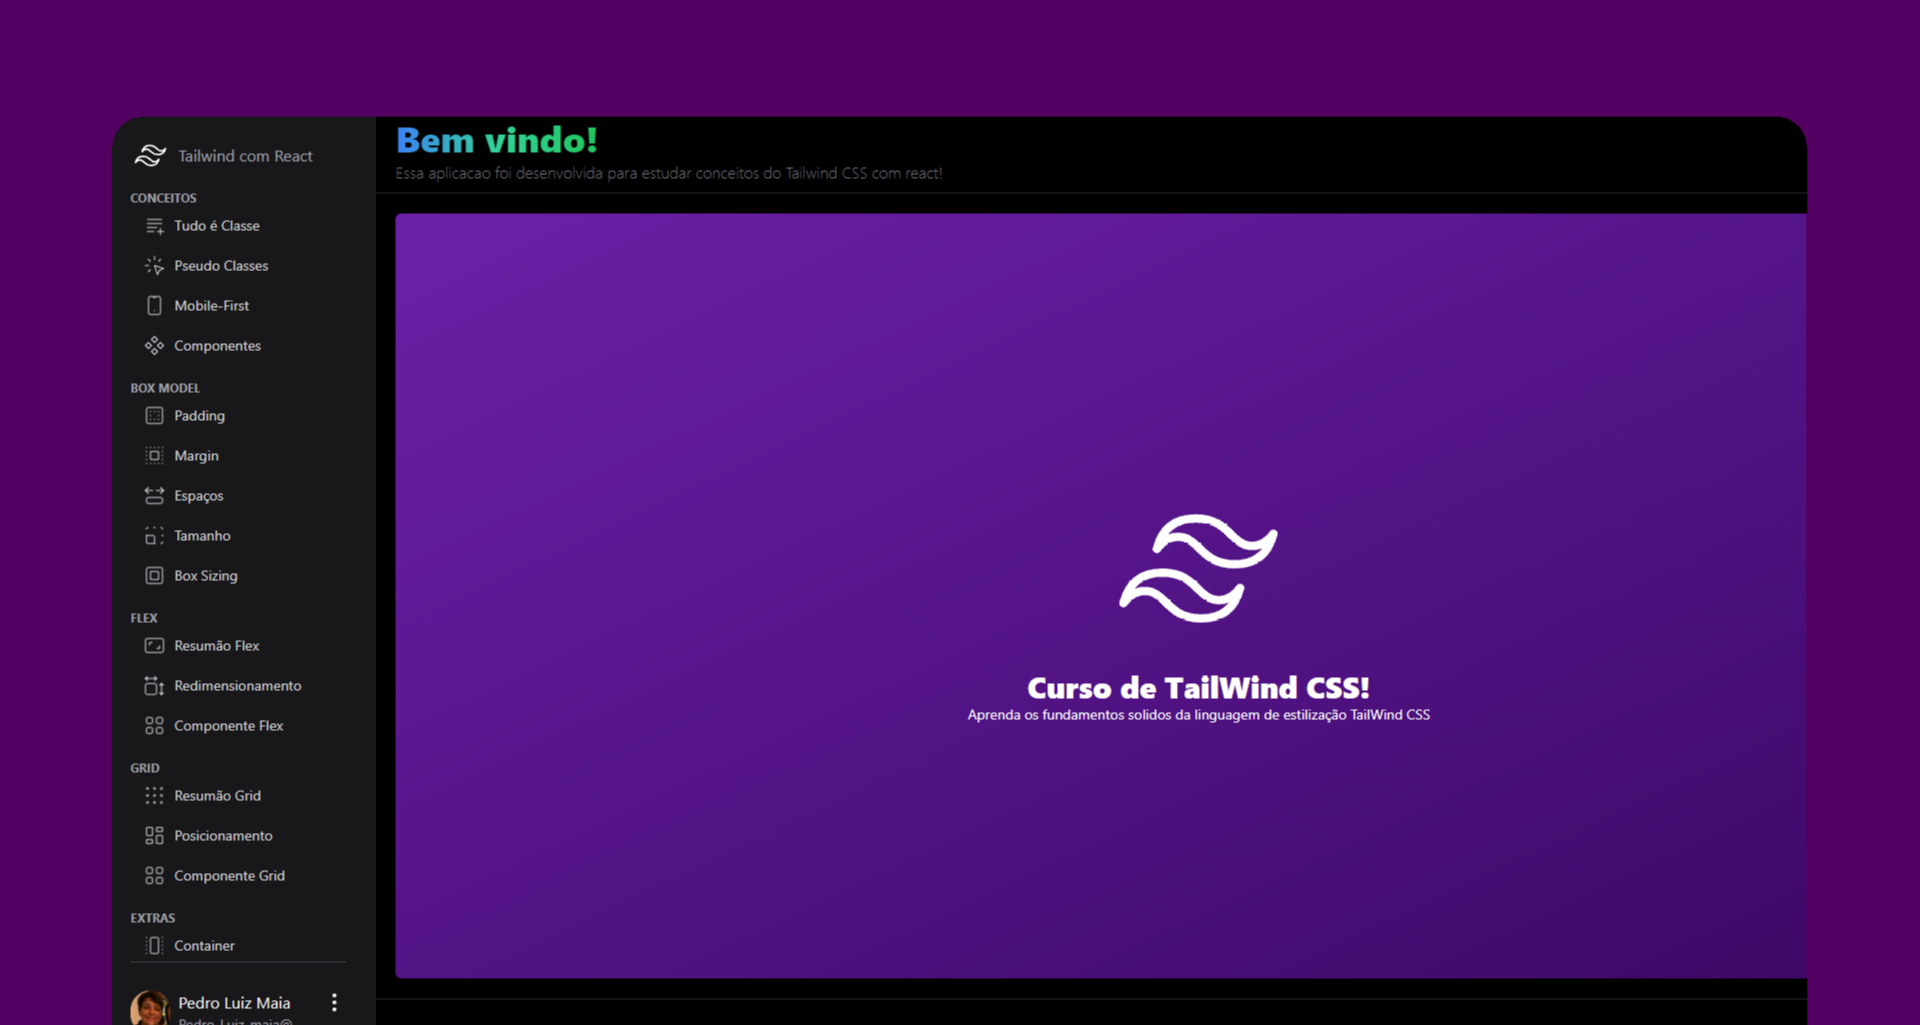 Tailwind com React
CONCEITOS
Tudo é Classe
Pseudo Classes
Mobile-First
Componentes
BOX MODEL
Padding
Margin
Espaços
Tamanho
Box Sizing
FLEX
Resumão Flex
Redimensionamento
Componente Flex
GRID
Resumão Grid
Posicionamento
Componente Grid
EXTRAS
Container
Pedro Luiz Maia
Bem vindo!
Essa aplicacao foi desenvolvida para estudar conceitos do Tailwind CSS com react!
Curso de TailWind CSS!
Aprenda os fundamentos solidos da linguagem de estilização TailWind CSS